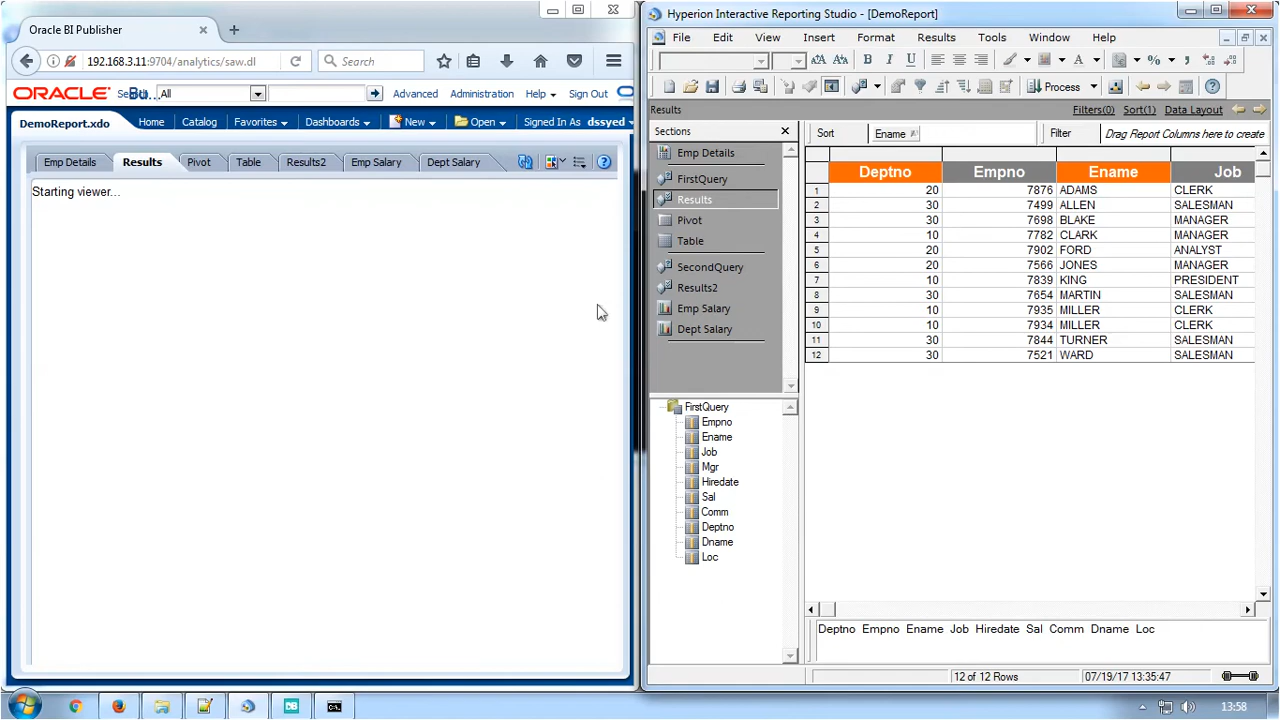 Oracle BI Publisher
192.168.3.11:9704/analytics/saw.dl
Search
ORACLE
All
Advanced
Administration
Help
Sign Out
DemoReport.xdo
Home
Catalog
Favorites
Dashboards
New
Open
Signed In As dssyed
Emp Details
Results
Pivot
Table
Results2
Emp Salary
Dept Salary
Starting viewer...
Hyperion Interactive Reporting Studio - [DemoReport]
File Edit View Insert Format Results Tools Window Help
B I U
Process
Results
Filters(0) Sort(1) Data Layout
Sections
Sort
Ename
Filter
Drag Report Columns here to create
Emp Details
FirstQuery
Results
Pivot
Table
SecondQuery
Results2
Emp Salary
Dept Salary
Deptno Empno Ename Job
1 20 7876 ADAMS CLERK
2 30 7499 ALLEN SALESMAN
3 30 7698 BLAKE MANAGER
4 10 7782 CLARK MANAGER
5 20 7902 FORD ANALYST
6 20 7566 JONES MANAGER
7 10 7839 KING PRESIDENT
8 30 7654 MARTIN SALESMAN
9 10 7935 MILLER CLERK
10 10 7934 MILLER CLERK
11 30 7844 TURNER SALESMAN
12 30 7521 WARD SALESMAN
FirstQuery
Empno
Ename
Job
Mgr
Hiredate
Sal
Comm
Deptno
Dname
Loc
Deptno Empno Ename Job Hiredate Sal Comm Dname Loc
12 of 12 Rows
07/19/17 13:35:47
13:58